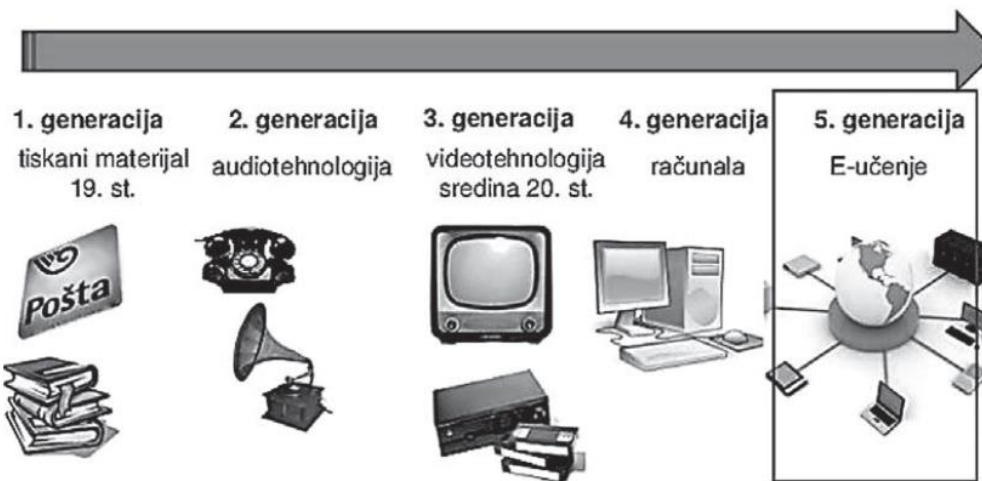 1. generacija
tiskani materijal
19. st.
Pošta
2. generacija
audiotehnologija
3. generacija
videotehnologija
sredina 20. st.
4. generacija
računala
5. generacija
E-učenje